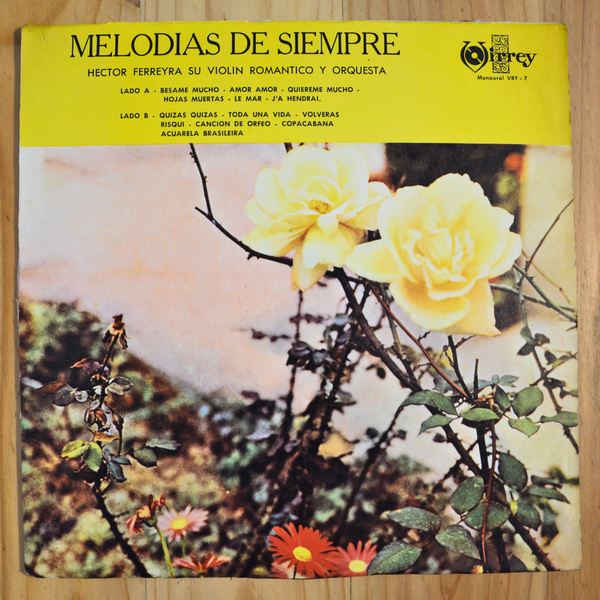 MELODIAS DE SIEMPRE
Virrey
HECTOR FERREYRA SU VIOLIN ROMANTICO Y ORQUESTA
Monaural VRY - 7
LADO A - BESAME MUCHO - AMOR AMOR - QUIEREME MUCHO -
HOJAS MUERTAS - LE MAR - J'A HENDRAI,
LADO B - QUIZAS QUIZAS - TODA UNA VIDA - VOLVERAS
RISQUI - CANCION DE ORFEO - COPACABANA
ACUARELA BRASILEIRA